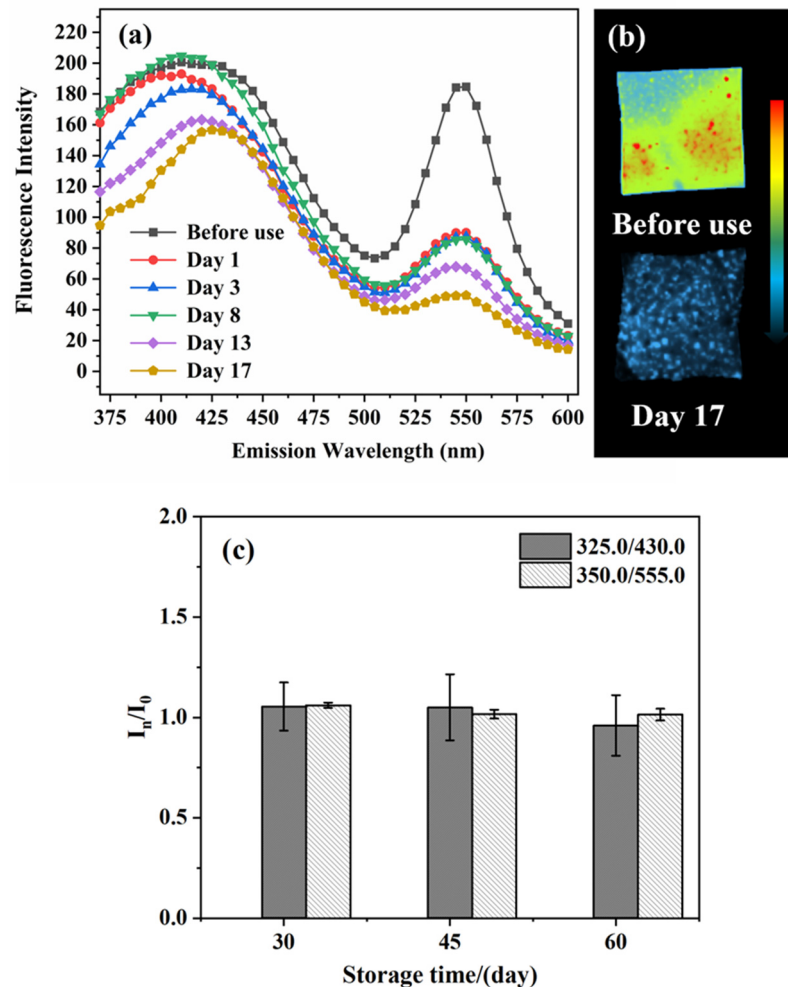 (a)
220
200
180
160
140
120
100
80
60
40
20
0
Fluorescence Intensity
Before use
Day 1
Day 3
Day 8
Day 13
Day 17
375 400 425 450 475 500 525 550 575 600
Emission Wavelength (nm)
(b)
Before use
Day 17
(c)
325.0/430.0
350.0/555.0
2.0
1.5
1.0
0.5
0.0
Iₙ/I₀
30 45 60
Storage time/(day)